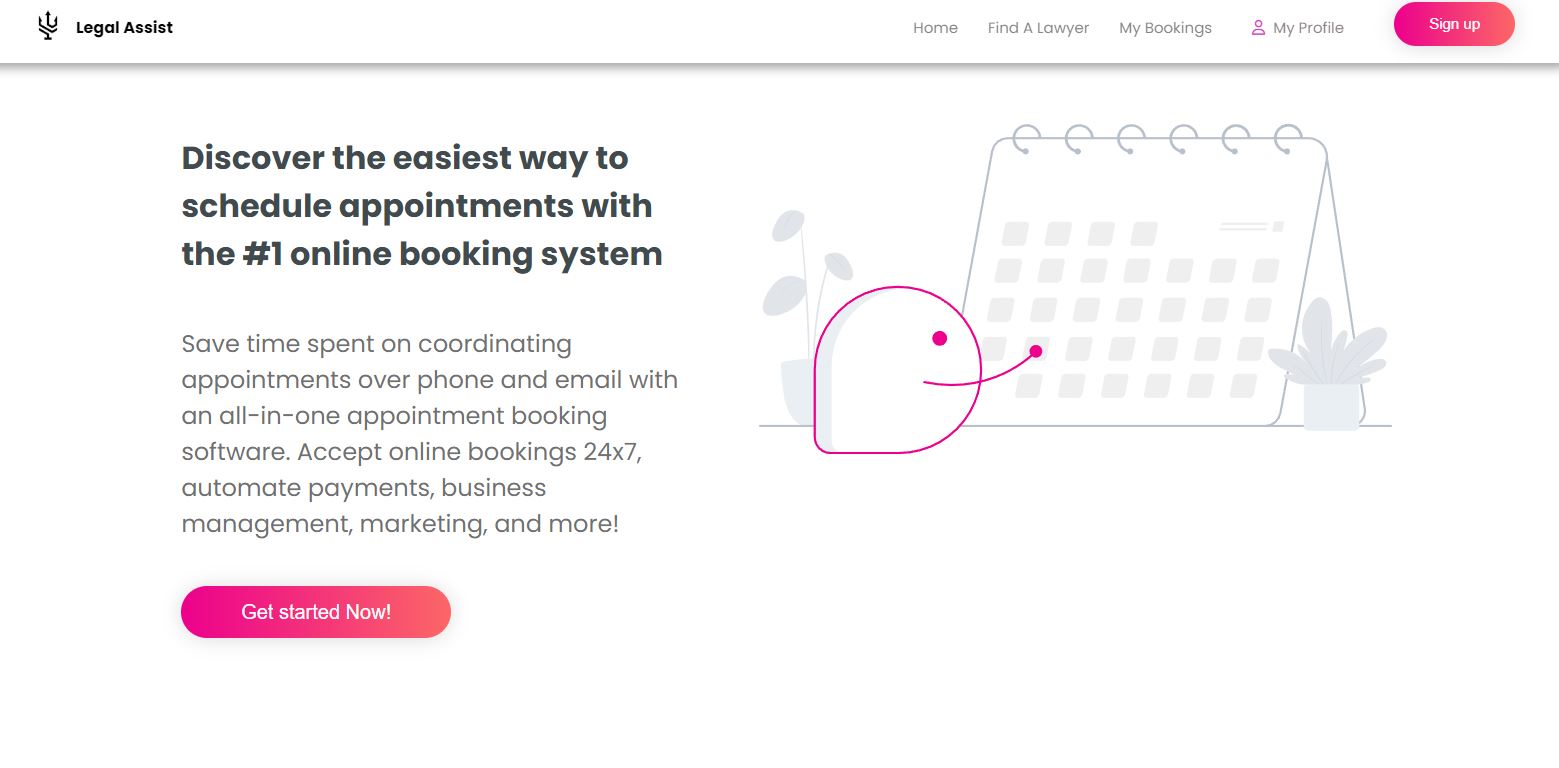 Legal Assist
Home
Find A Lawyer
My Bookings
My Profile
Sign up
Discover the easiest way to
schedule appointments with
the #1 online booking system
Save time spent on coordinating
appointments over phone and email with
an all-in-one appointment booking
software. Accept online bookings 24x7,
automate payments, business
management, marketing, and more!
Get started Now!